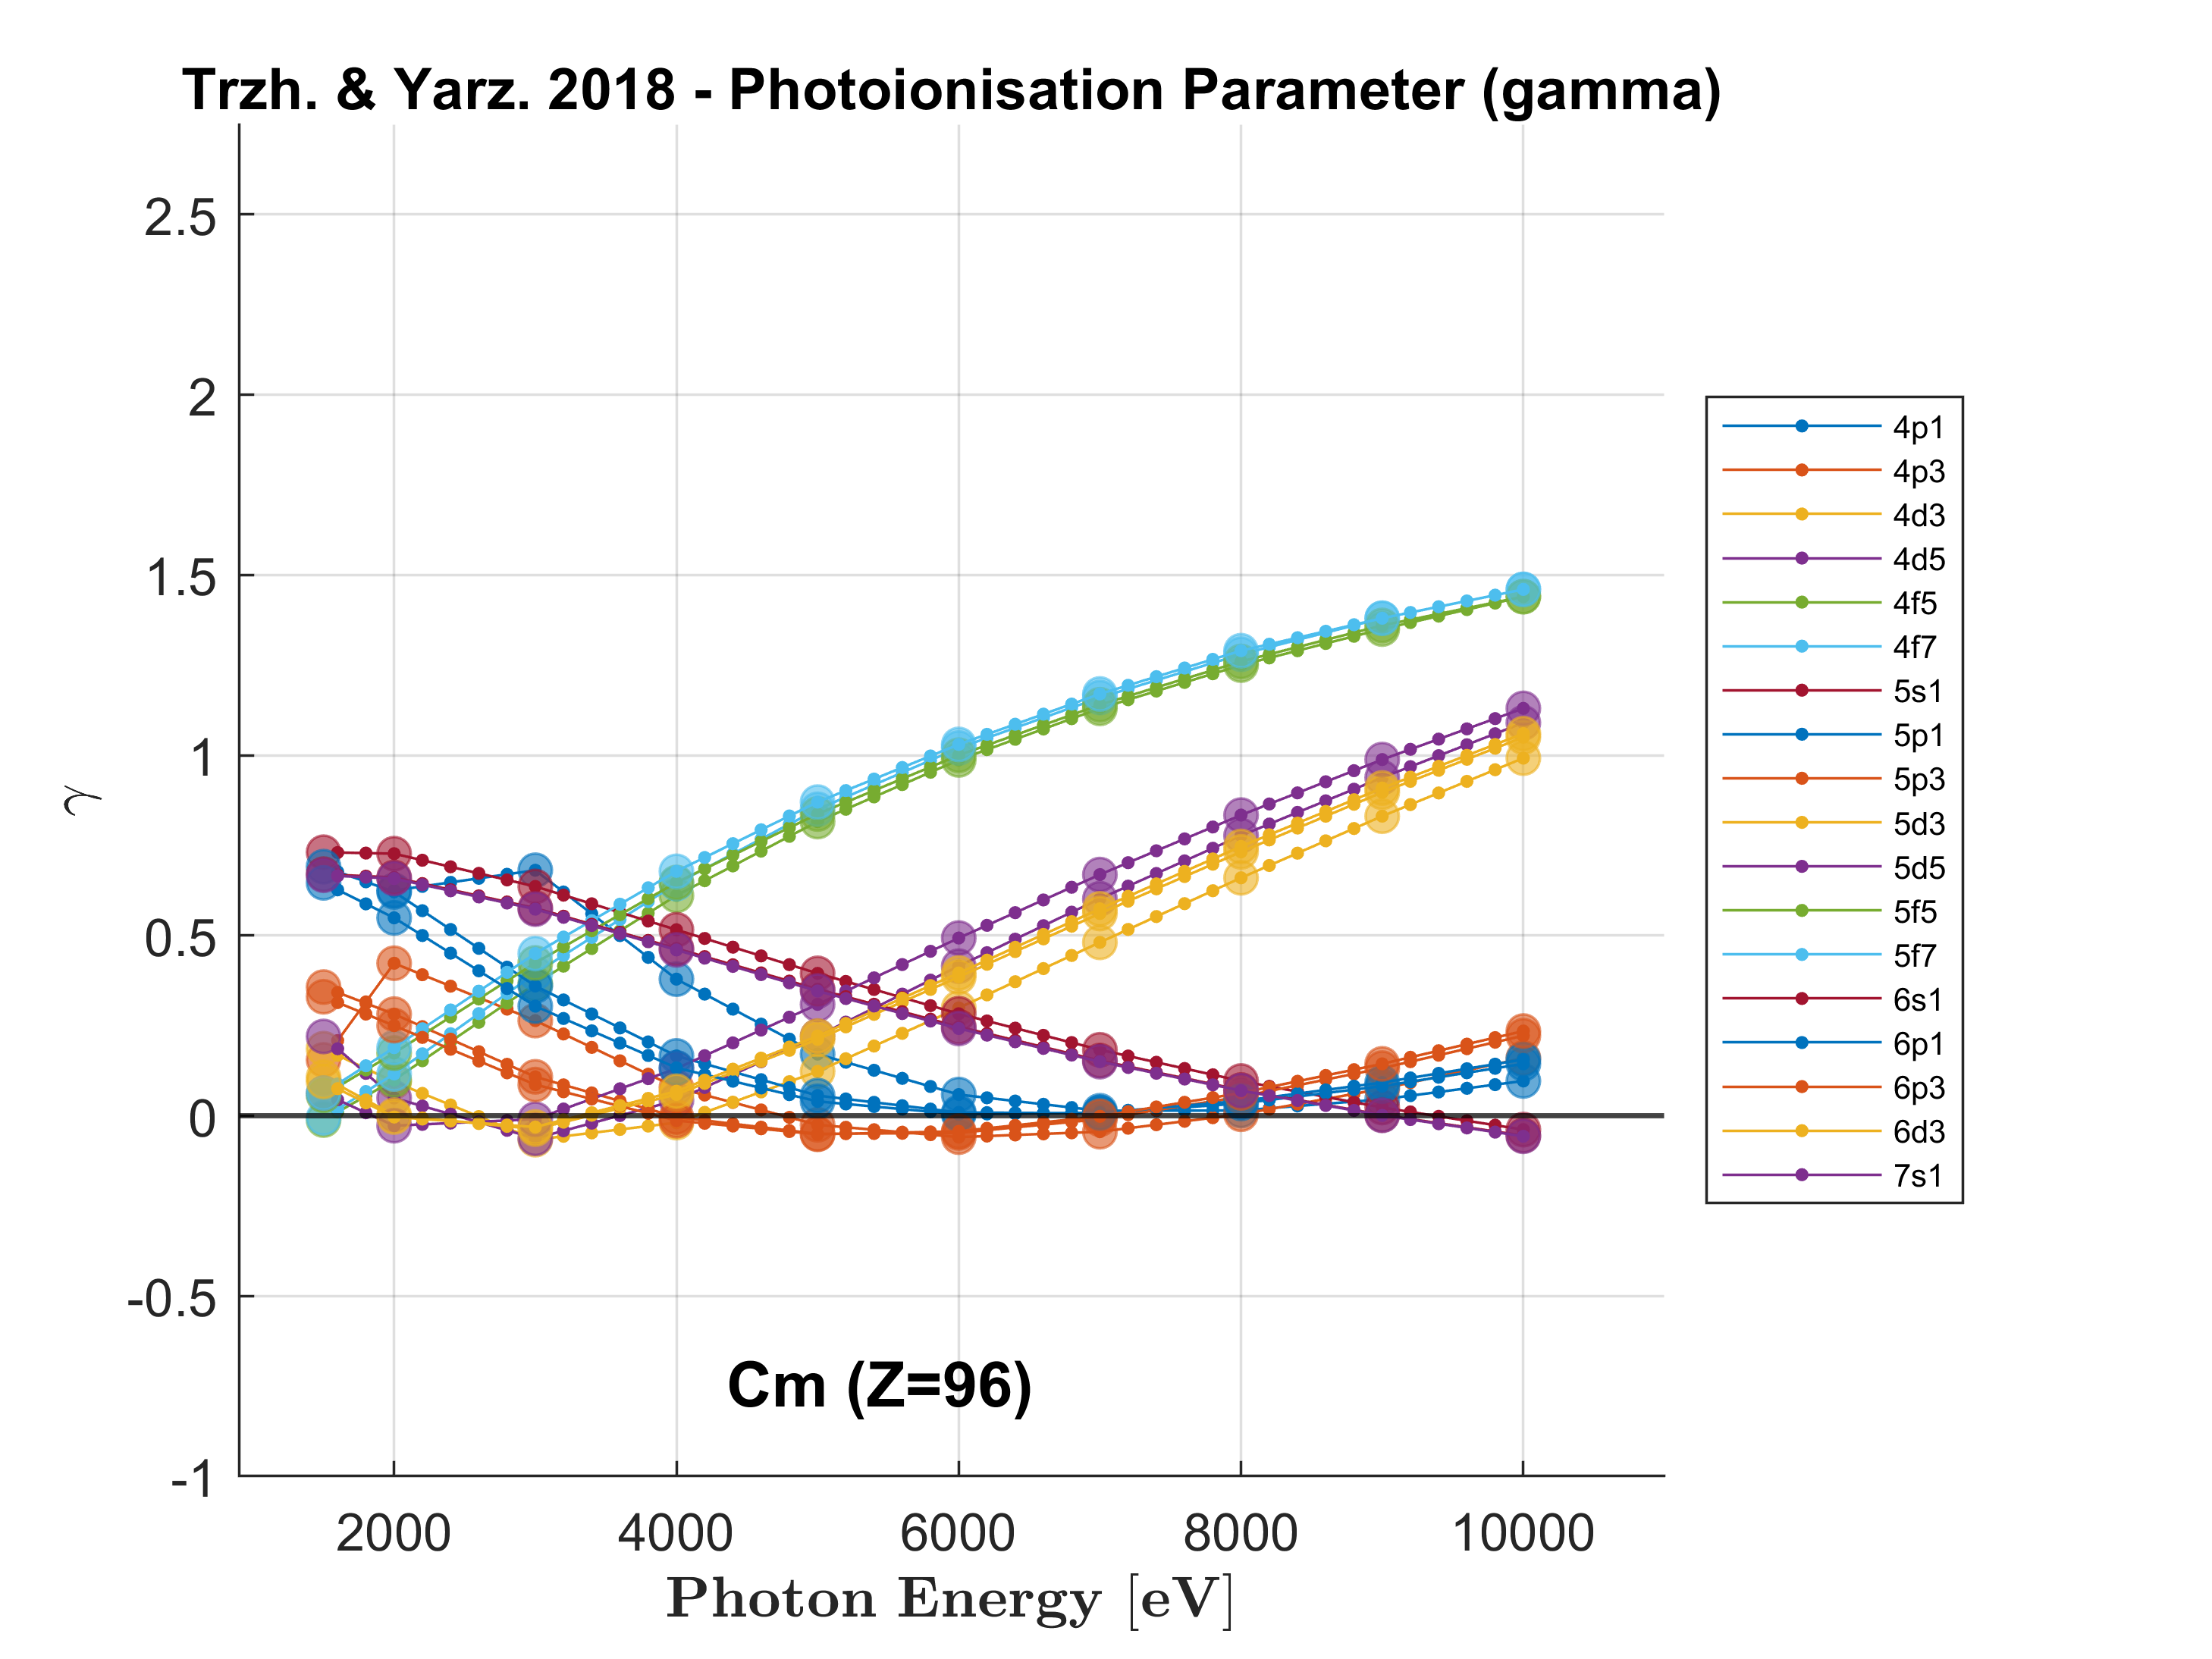 Trzh. & Yarz. 2018 - Photoionisation Parameter (gamma)
2.5
2
1.5
1
0.5
0
-0.5
-1
γ
4p1
4p3
4d3
4d5
4f5
4f7
5s1
5p1
5p3
5d3
5d5
5f5
5f7
6s1
6p1
6p3
6d3
7s1
Cm (Z=96)
2000 4000 6000 8000 10000
Photon Energy [eV]